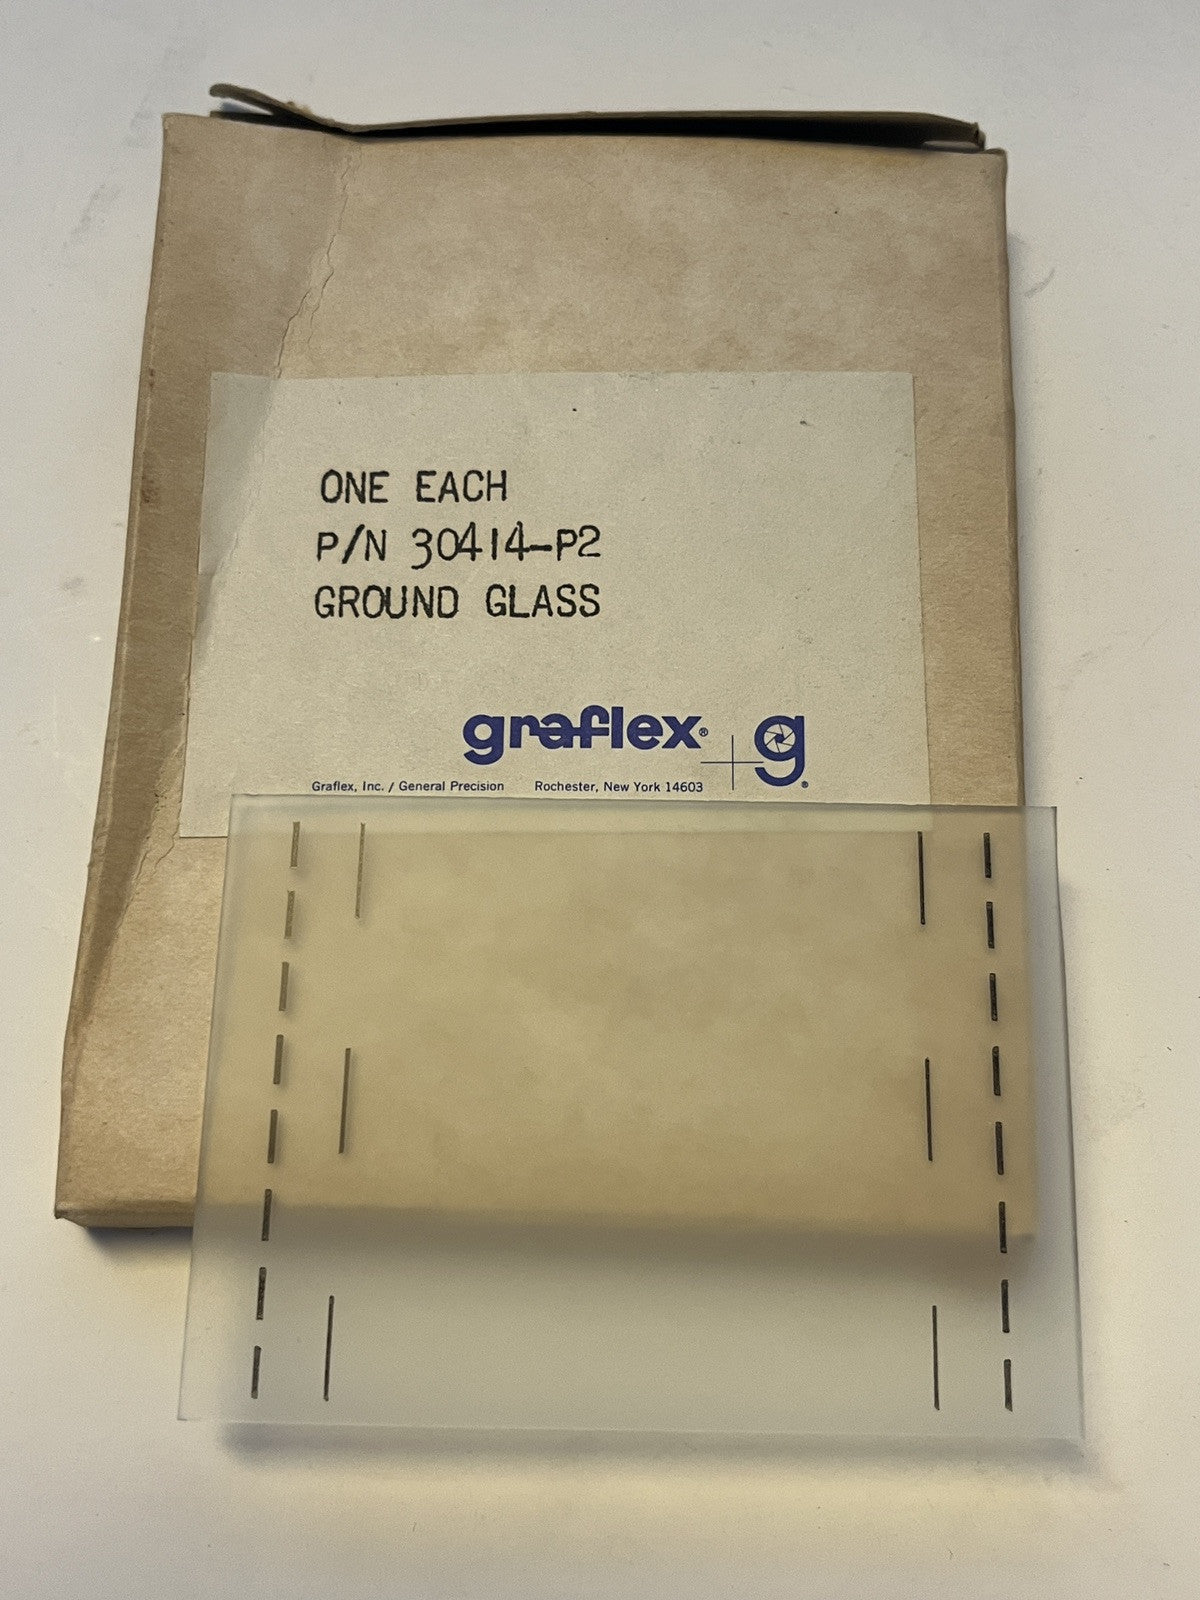 ONE EACH
P/N 30414-P2
GROUND GLASS
graflex® g®
Graflex, Inc. / General Precision Rochester, New York 14603